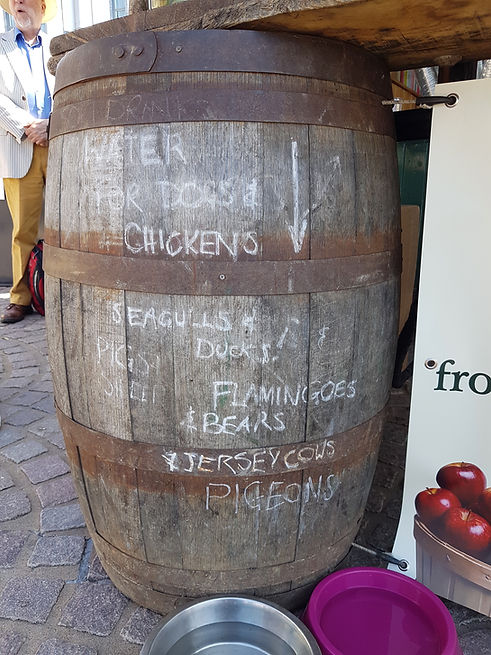 WATER
FOR DOGS &
CHICKENS
SEAGULLS &
PIGS! DUCKS! &
FLAMINGOES
& BEARS
& JERSEY COWS
PIGEONS
fro